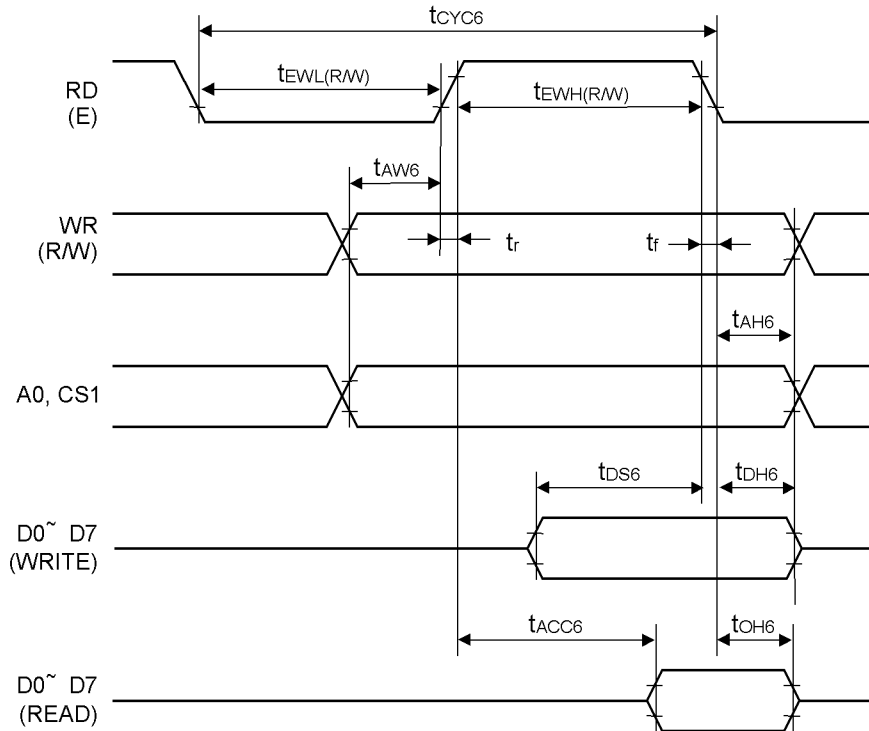 tCYC6
tEWL(R/W)
tEWH(R/W)
RD
(E)
tAW6
WR
(R/W)
tr
tf
tAH6
A0, CS1
tDS6
tDH6
D0~ D7
(WRITE)
tACC6
tOH6
D0~ D7
(READ)